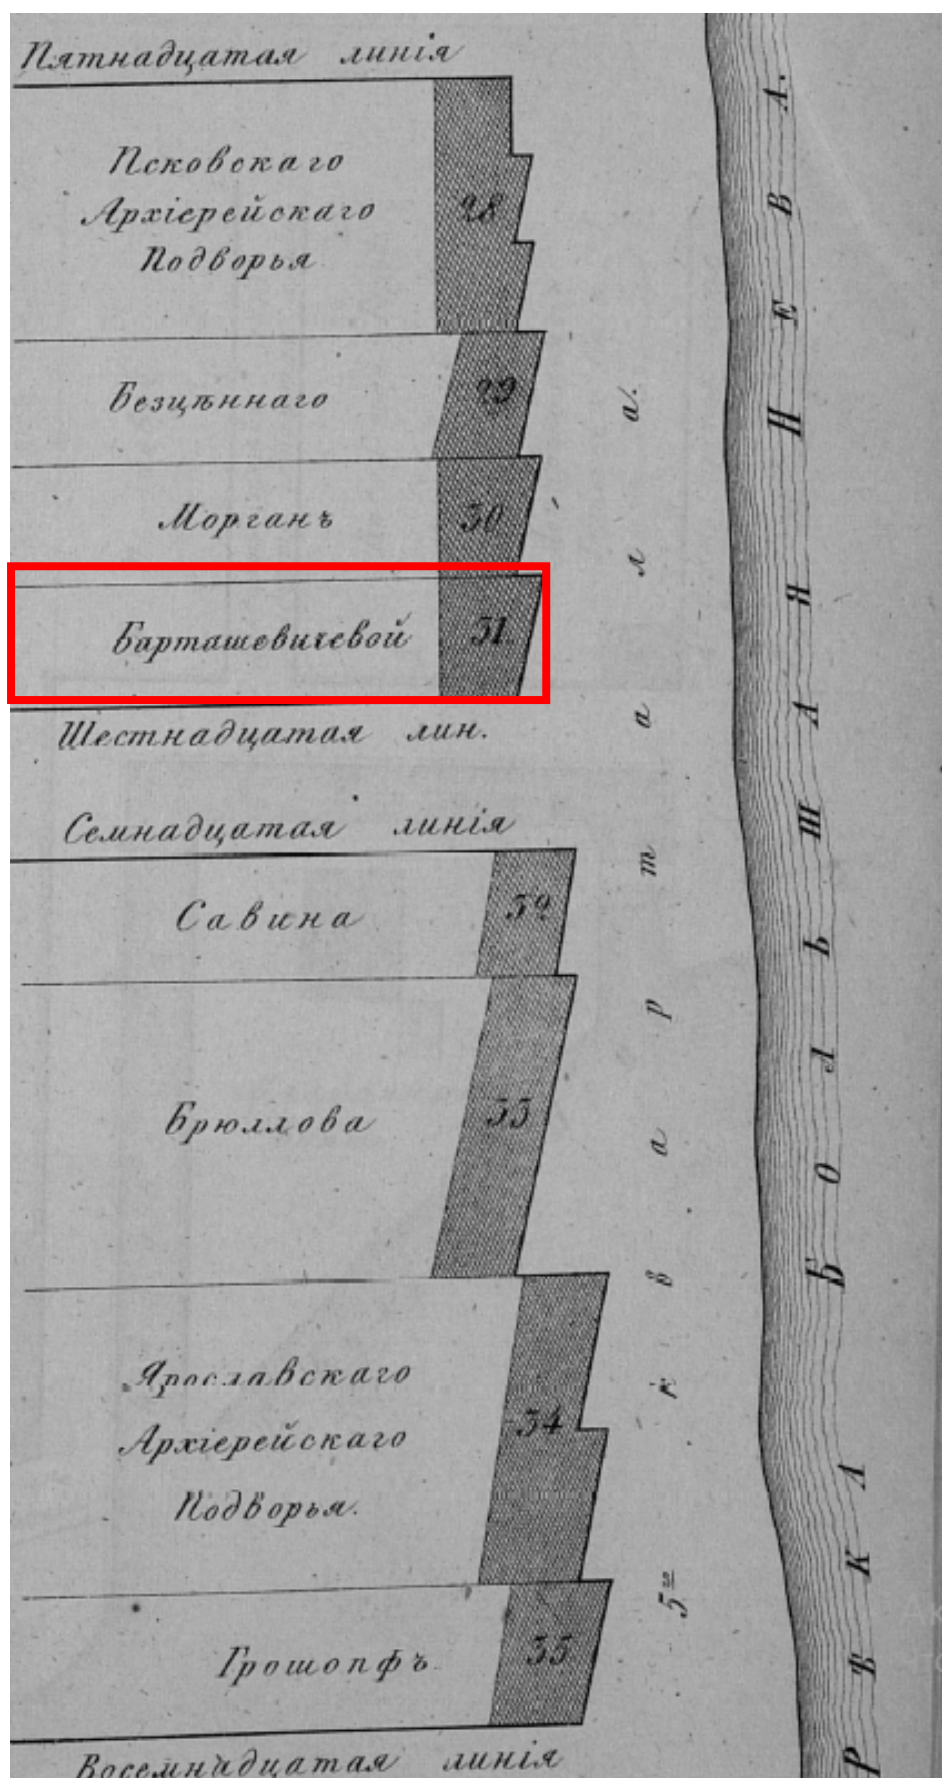 Пятнадцатая линія
Псковскаго
Архіерейскаго
Подворья
28
Безцѣннаго
29
Морганъ
30
Барташевичевой
31.
Шестнадцатая лин.
Семнадцатая линія
Савина
32
Брюллова
33
Ярославскаго
Архіерейскаго
Подворья.
34
Грошопфъ
35
Восемнадцатая линія
5го квартала.
РѢКА БОЛЬШАЯ НЕВА.